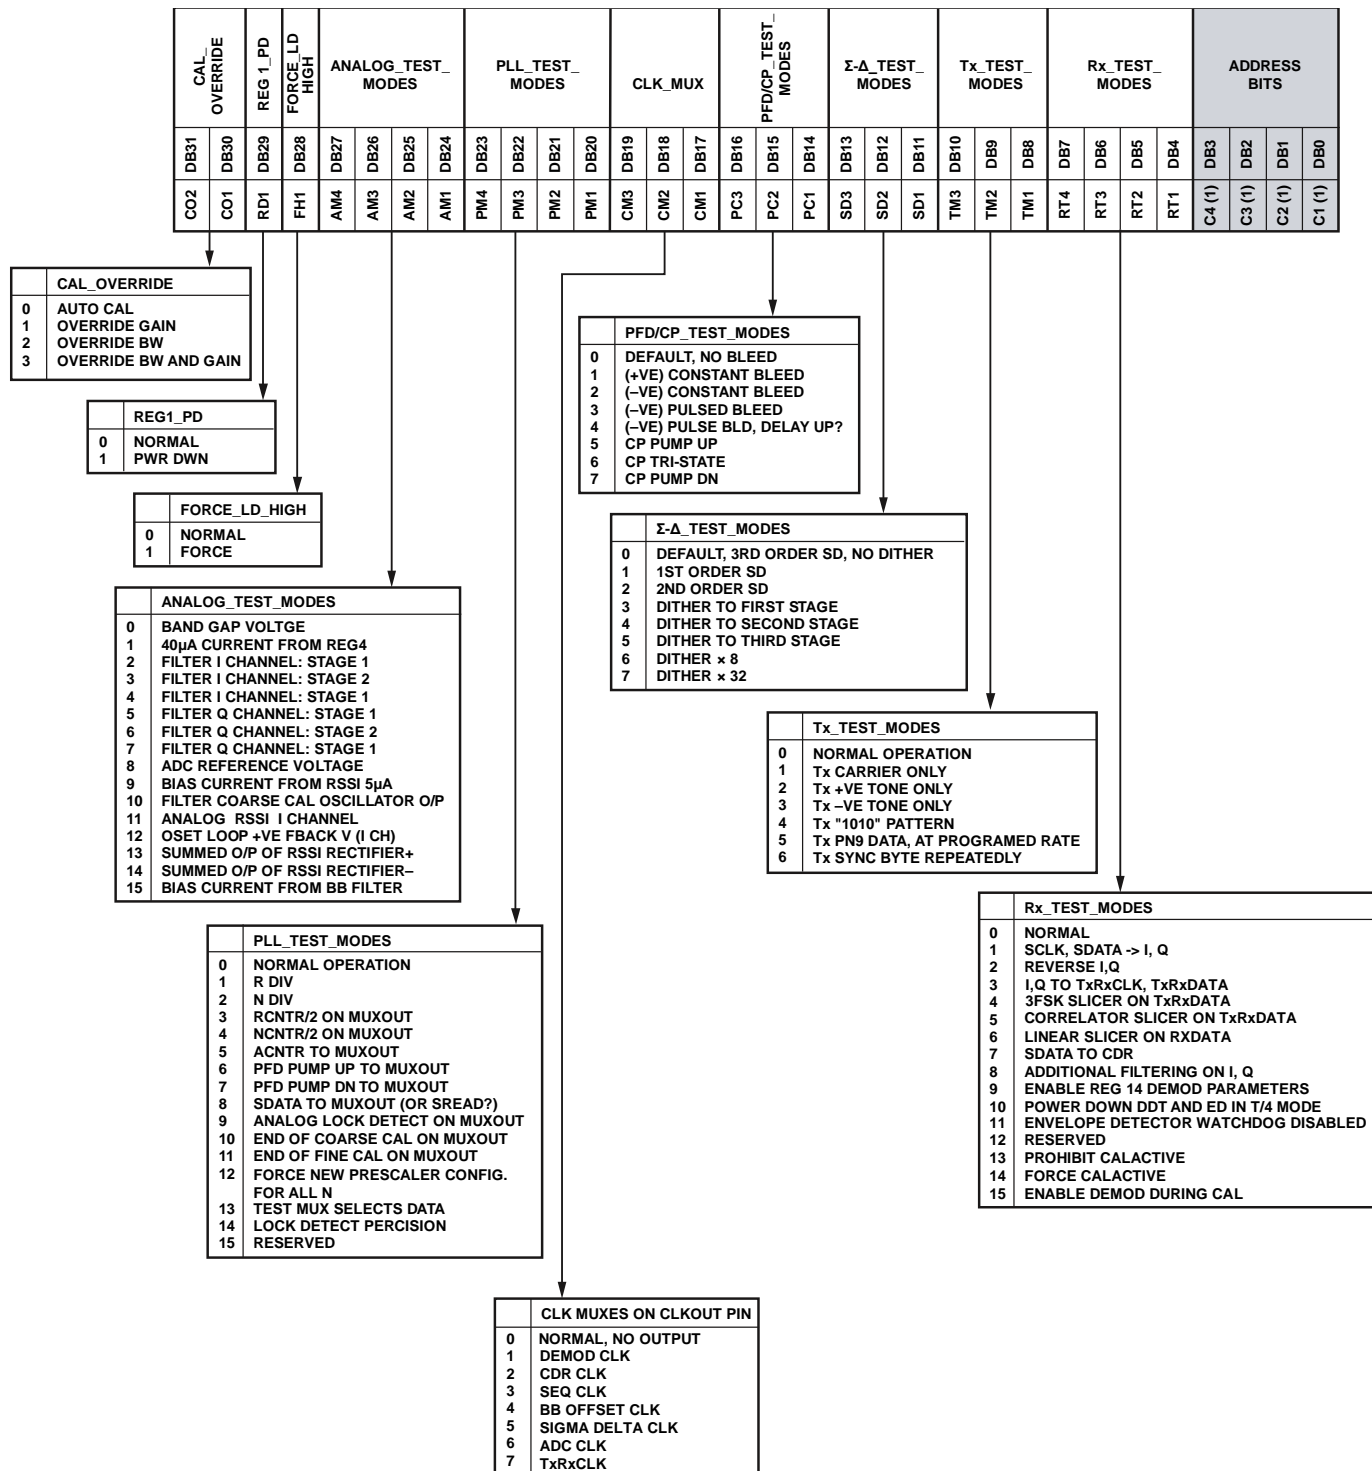 CAL_
OVERRIDE
REG 1_PD
FORCE_LD
HIGH
ANALOG_TEST_
MODES
PLL_TEST_
MODES
CLK_MUX
PFD/CP_TEST_
MODES
Σ-Δ_TEST_
MODES
Tx_TEST_
MODES
Rx_TEST_
MODES
ADDRESS
BITS
DB31 DB30 DB29 DB28 DB27 DB26 DB25 DB24 DB23 DB22 DB21 DB20 DB19 DB18 DB17 DB16 DB15 DB14 DB13 DB12 DB11 DB10 DB9 DB8 DB7 DB6 DB5 DB4 DB3 DB2 DB1 DB0
CO2 CO1 RD1 FH1 AM4 AM3 AM2 AM1 PM4 PM3 PM2 PM1 CM3 CM2 CM1 PC3 PC2 PC1 SD3 SD2 SD1 TM3 TM2 TM1 RT4 RT3 RT2 RT1 C4 (1) C3 (1) C2 (1) C1 (1)
CAL_OVERRIDE
0 AUTO CAL
1 OVERRIDE GAIN
2 OVERRIDE BW
3 OVERRIDE BW AND GAIN
REG1_PD
0 NORMAL
1 PWR DWN
FORCE_LD_HIGH
0 NORMAL
1 FORCE
ANALOG_TEST_MODES
0 BAND GAP VOLTGE
1 40µA CURRENT FROM REG4
2 FILTER I CHANNEL: STAGE 1
3 FILTER I CHANNEL: STAGE 2
4 FILTER I CHANNEL: STAGE 1
5 FILTER Q CHANNEL: STAGE 1
6 FILTER Q CHANNEL: STAGE 2
7 FILTER Q CHANNEL: STAGE 1
8 ADC REFERENCE VOLTAGE
9 BIAS CURRENT FROM RSSI 5µA
10 FILTER COARSE CAL OSCILLATOR O/P
11 ANALOG RSSI I CHANNEL
12 OSET LOOP +VE FBACK V (I CH)
13 SUMMED O/P OF RSSI RECTIFIER+
14 SUMMED O/P OF RSSI RECTIFIER–
15 BIAS CURRENT FROM BB FILTER
PLL_TEST_MODES
0 NORMAL OPERATION
1 R DIV
2 N DIV
3 RCNTR/2 ON MUXOUT
4 NCNTR/2 ON MUXOUT
5 ACNTR TO MUXOUT
6 PFD PUMP UP TO MUXOUT
7 PFD PUMP DN TO MUXOUT
8 SDATA TO MUXOUT (OR SREAD?)
9 ANALOG LOCK DETECT ON MUXOUT
10 END OF COARSE CAL ON MUXOUT
11 END OF FINE CAL ON MUXOUT
12 FORCE NEW PRESCALER CONFIG.
FOR ALL N
13 TEST MUX SELECTS DATA
14 LOCK DETECT PERCISION
15 RESERVED
CLK MUXES ON CLKOUT PIN
0 NORMAL, NO OUTPUT
1 DEMOD CLK
2 CDR CLK
3 SEQ CLK
4 BB OFFSET CLK
5 SIGMA DELTA CLK
6 ADC CLK
7 TxRxCLK
PFD/CP_TEST_MODES
0 DEFAULT, NO BLEED
1 (+VE) CONSTANT BLEED
2 (–VE) CONSTANT BLEED
3 (–VE) PULSED BLEED
4 (–VE) PULSE BLD, DELAY UP?
5 CP PUMP UP
6 CP TRI-STATE
7 CP PUMP DN
Σ-Δ_TEST_MODES
0 DEFAULT, 3RD ORDER SD, NO DITHER
1 1ST ORDER SD
2 2ND ORDER SD
3 DITHER TO FIRST STAGE
4 DITHER TO SECOND STAGE
5 DITHER TO THIRD STAGE
6 DITHER × 8
7 DITHER × 32
Tx_TEST_MODES
0 NORMAL OPERATION
1 Tx CARRIER ONLY
2 Tx +VE TONE ONLY
3 Tx –VE TONE ONLY
4 Tx "1010" PATTERN
5 Tx PN9 DATA, AT PROGRAMED RATE
6 Tx SYNC BYTE REPEATEDLY
Rx_TEST_MODES
0 NORMAL
1 SCLK, SDATA -> I, Q
2 REVERSE I,Q
3 I,Q TO TxRxCLK, TxRxDATA
4 3FSK SLICER ON TxRxDATA
5 CORRELATOR SLICER ON TxRxDATA
6 LINEAR SLICER ON RXDATA
7 SDATA TO CDR
8 ADDITIONAL FILTERING ON I, Q
9 ENABLE REG 14 DEMOD PARAMETERS
10 POWER DOWN DDT AND ED IN T/4 MODE
11 ENVELOPE DETECTOR WATCHDOG DISABLED
12 RESERVED
13 PROHIBIT CALACTIVE
14 FORCE CALACTIVE
15 ENABLE DEMOD DURING CAL